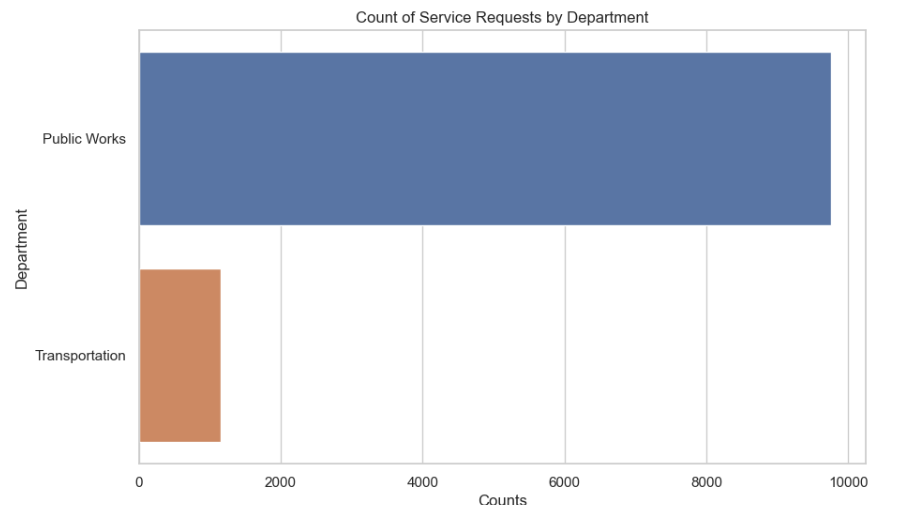 Count of Service Requests by Department
Public Works
Department
Transportation
0 2000 4000 6000 8000 10000
Counts